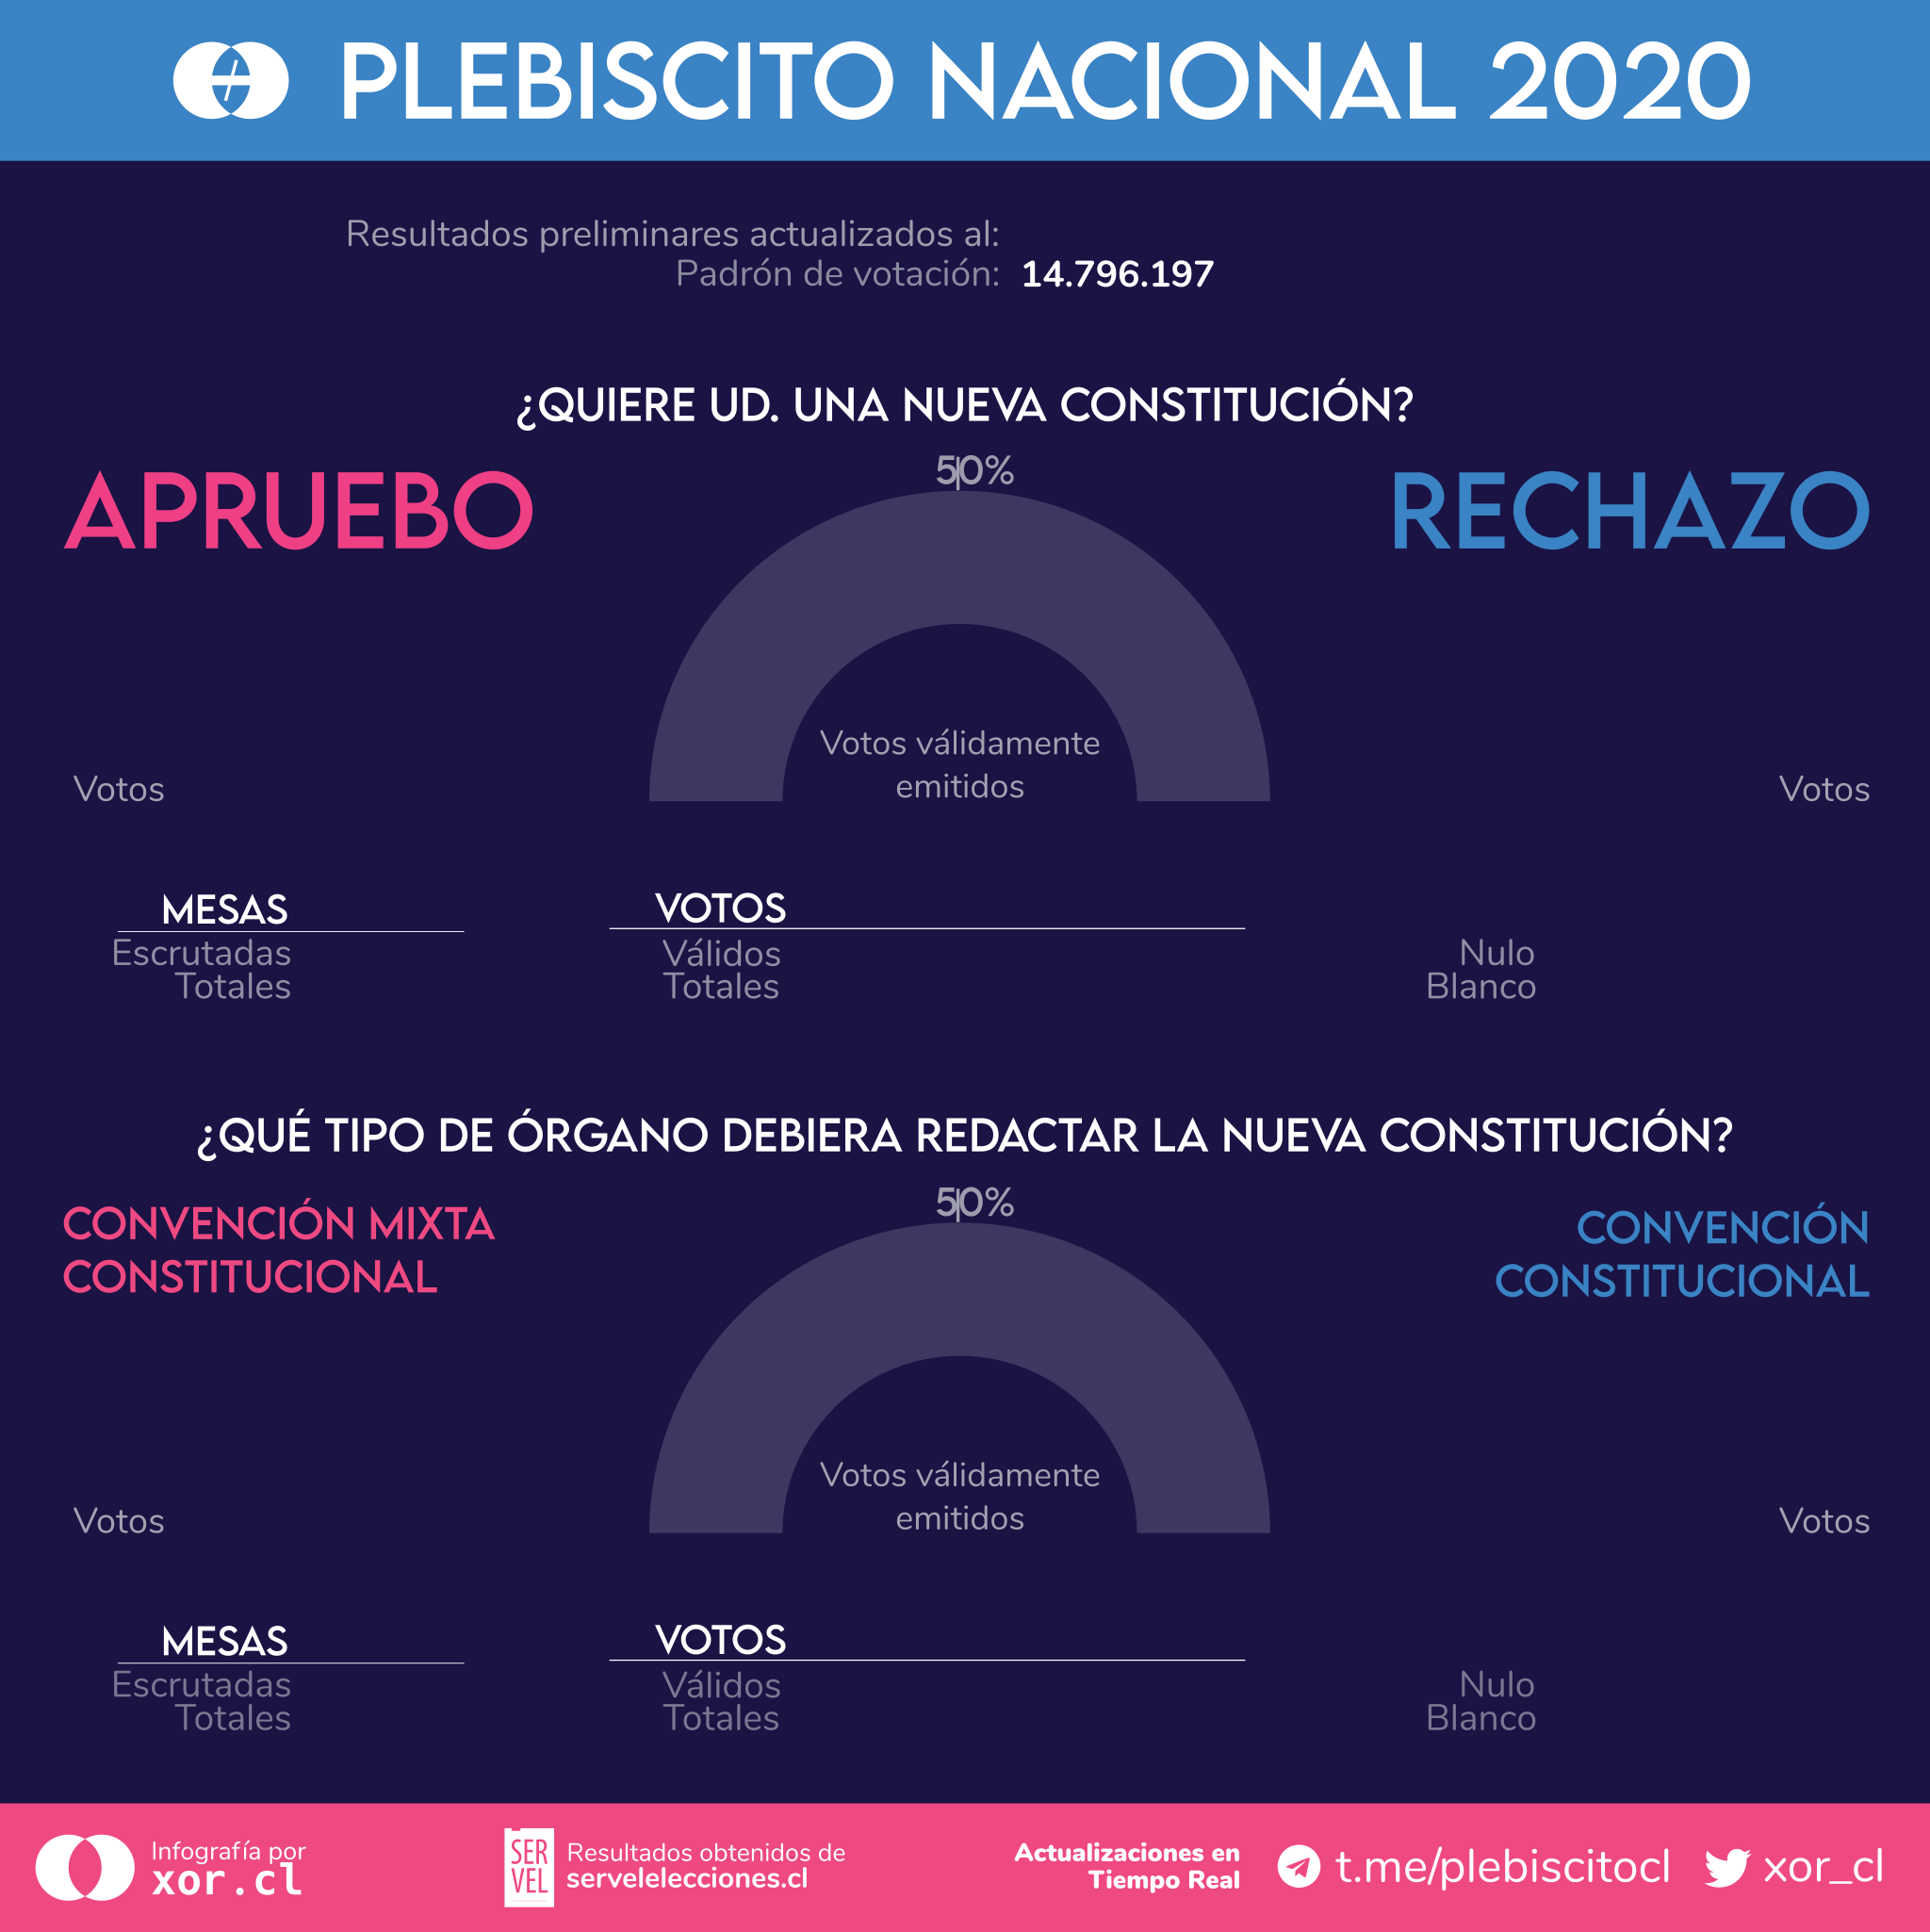 PLEBISCITO NACIONAL 2020
Resultados preliminares actualizados al:
Padrón de votación: 14.796.197
¿QUIERE UD. UNA NUEVA CONSTITUCIÓN?
50%
APRUEBO
RECHAZO
Votos válidamente
emitidos
Votos
Votos
MESAS
Escrutadas
Totales
VOTOS
Válidos
Totales
Nulo
Blanco
¿QUÉ TIPO DE ÓRGANO DEBIERA REDACTAR LA NUEVA CONSTITUCIÓN?
50%
CONVENCIÓN MIXTA
CONSTITUCIONAL
CONVENCIÓN
CONSTITUCIONAL
Votos válidamente
emitidos
Votos
Votos
MESAS
Escrutadas
Totales
VOTOS
Válidos
Totales
Nulo
Blanco
Infografía por
xor.cl
SER
VEL
Resultados obtenidos de
servelelecciones.cl
Actualizaciones en
Tiempo Real
t.me/plebiscitocl
xor_cl